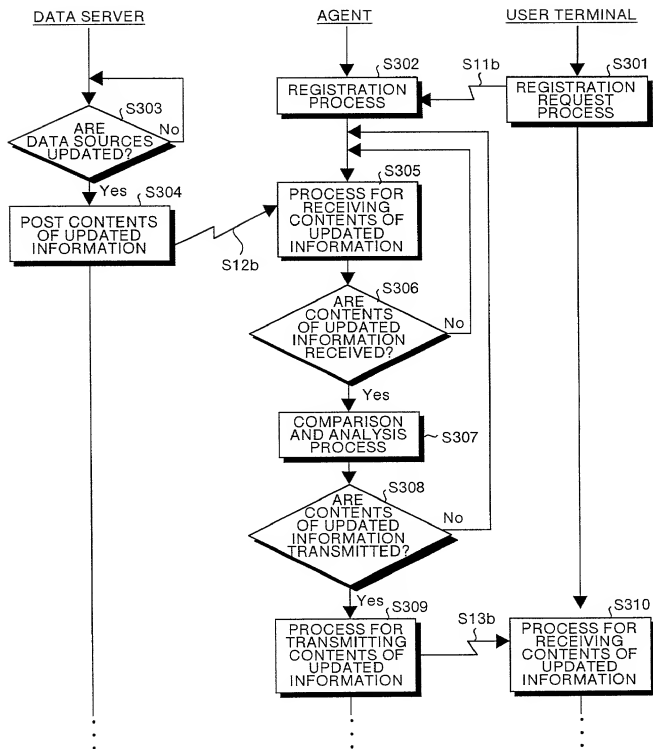 DATA SERVER
AGENT
USER TERMINAL
S302
REGISTRATION
PROCESS
S11b
S301
REGISTRATION
REQUEST
PROCESS
S303
ARE
DATA SOURCES
UPDATED?
No
Yes
S304
POST CONTENTS
OF UPDATED
INFORMATION
S12b
S305
PROCESS FOR
RECEIVING
CONTENTS OF
UPDATED
INFORMATION
S306
ARE
CONTENTS
OF UPDATED
INFORMATION
RECEIVED?
No
Yes
COMPARISON
AND ANALYSIS
PROCESS
S307
S308
ARE
CONTENTS
OF UPDATED
INFORMATION
TRANSMITTED?
No
Yes
S309
PROCESS FOR
TRANSMITTING
CONTENTS OF
UPDATED
INFORMATION
S13b
S310
PROCESS FOR
RECEIVING
CONTENTS OF
UPDATED
INFORMATION